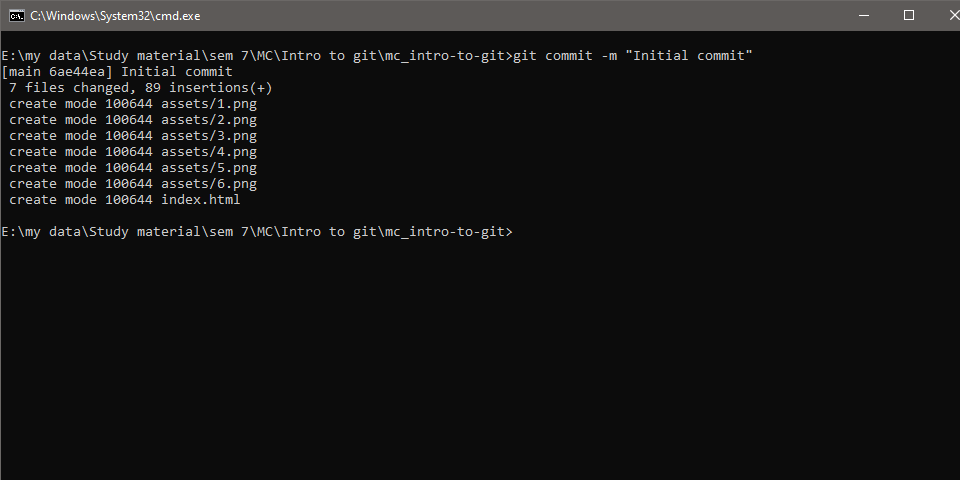 C:\Windows\System32\cmd.exe
E:\my data\Study material\sem 7\MC\Intro to git\mc_intro-to-git>git commit -m "Initial commit"
[main 6ae44ea] Initial commit
 7 files changed, 89 insertions(+)
 create mode 100644 assets/1.png
 create mode 100644 assets/2.png
 create mode 100644 assets/3.png
 create mode 100644 assets/4.png
 create mode 100644 assets/5.png
 create mode 100644 assets/6.png
 create mode 100644 index.html
E:\my data\Study material\sem 7\MC\Intro to git\mc_intro-to-git>